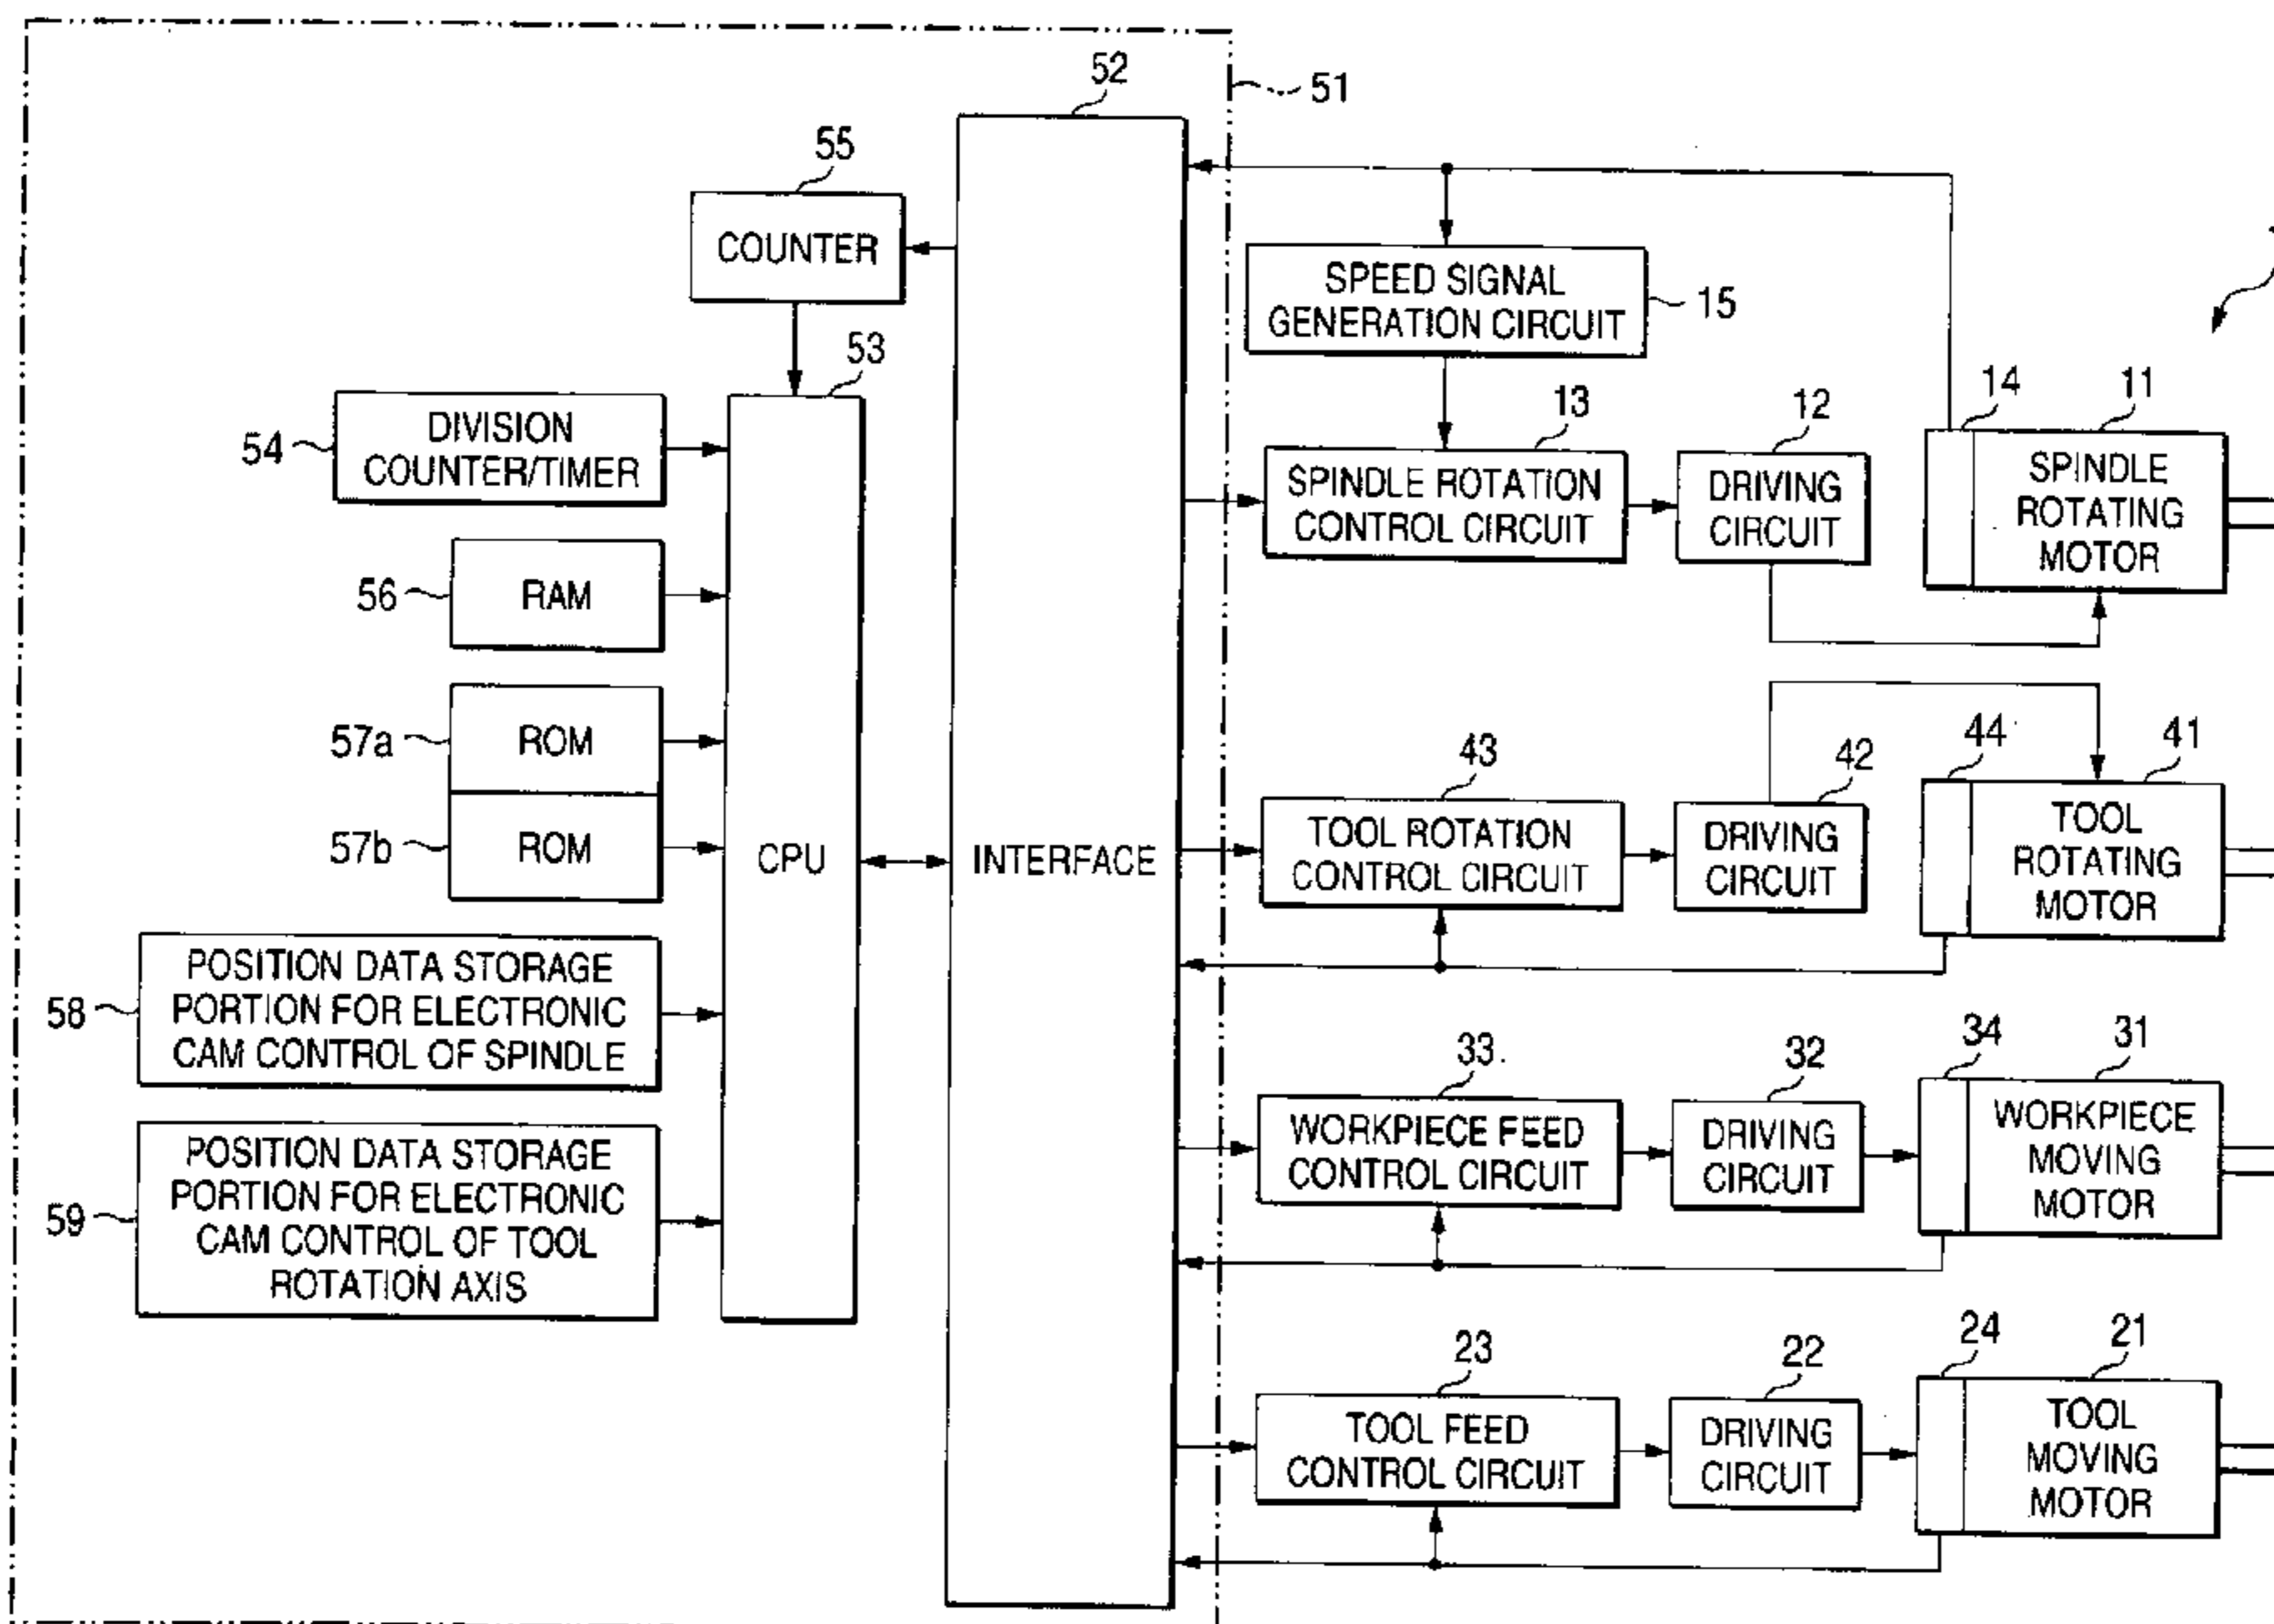 52
51
55
COUNTER
SPEED SIGNAL
GENERATION CIRCUIT
15
53
14
11
13
12
DIVISION
COUNTER/TIMER
54
SPINDLE ROTATION
CONTROL CIRCUIT
DRIVING
CIRCUIT
SPINDLE
ROTATING
MOTOR
56
RAM
57a
ROM
57b
ROM
CPU
INTERFACE
43
42
44
41
TOOL ROTATION
CONTROL CIRCUIT
DRIVING
CIRCUIT
TOOL
ROTATING
MOTOR
58
POSITION DATA STORAGE
PORTION FOR ELECTRONIC
CAM CONTROL OF SPINDLE
33
32
34
31
WORKPIECE FEED
CONTROL CIRCUIT
DRIVING
CIRCUIT
WORKPIECE
MOVING
MOTOR
59
POSITION DATA STORAGE
PORTION FOR ELECTRONIC
CAM CONTROL OF TOOL
ROTATION AXIS
23
22
24
21
TOOL FEED
CONTROL CIRCUIT
DRIVING
CIRCUIT
TOOL
MOVING
MOTOR